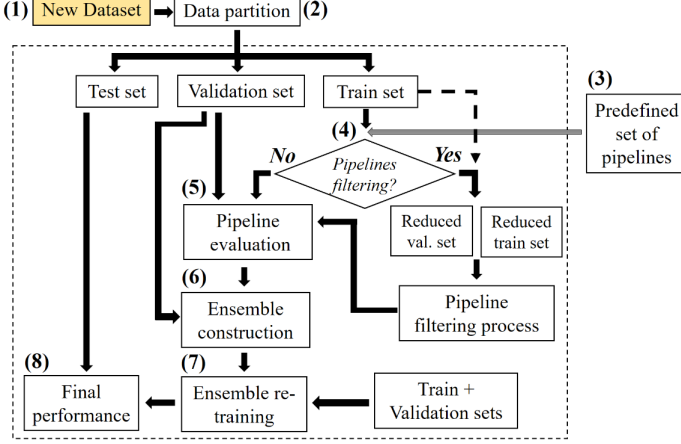 (1) New Dataset Data partition (2)
Test set Validation set Train set (3)
Predefined
set of
pipelines
(4)
No Yes
Pipelines
filtering?
(5)
Pipeline
evaluation
Reduced
val. set
Reduced
train set
(6)
Ensemble
construction
Pipeline
filtering process
(8) (7)
Final
performance
Ensemble re-
training
Train +
Validation sets